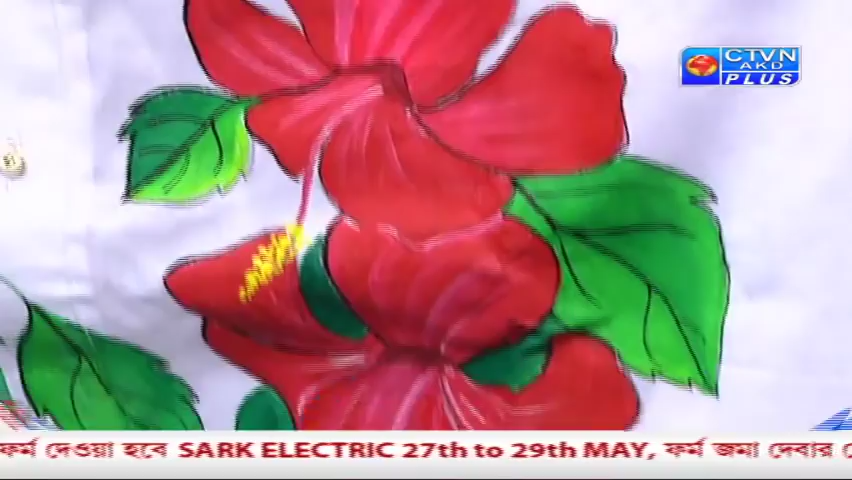 CTVN
AKD
PLUS
ফর্ম দেওয়া হবে SARK ELECTRIC 27th to 29th MAY, ফর্ম জমা দেবার